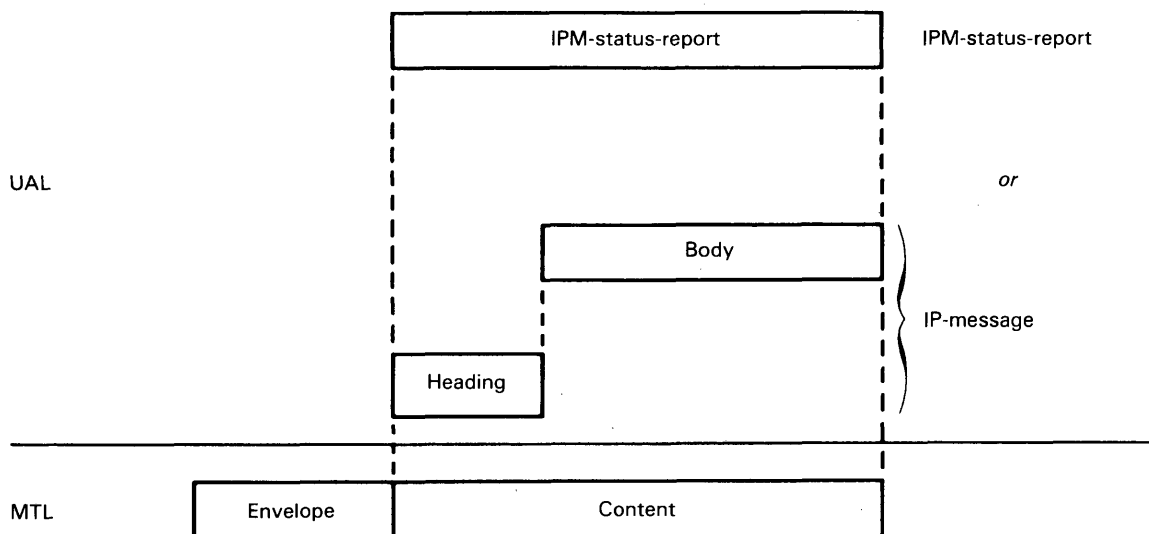 IPM-status-report
IPM-status-report
UAL
or
Body
IP-message
Heading
MTL
Envelope
Content